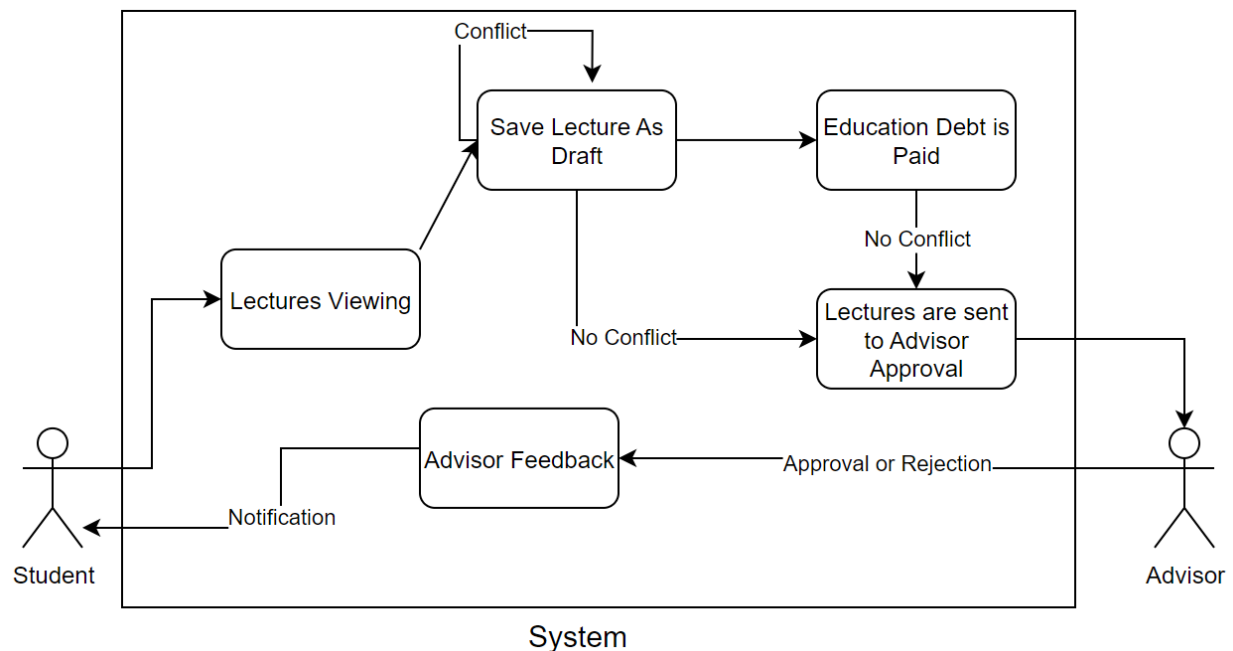 Conflict
Save Lecture As
Draft
Education Debt is
Paid
No Conflict
Lectures Viewing
Lectures are sent
to Advisor
Approval
No Conflict
Advisor Feedback
Approval or Rejection
Notification
Student
Advisor
System